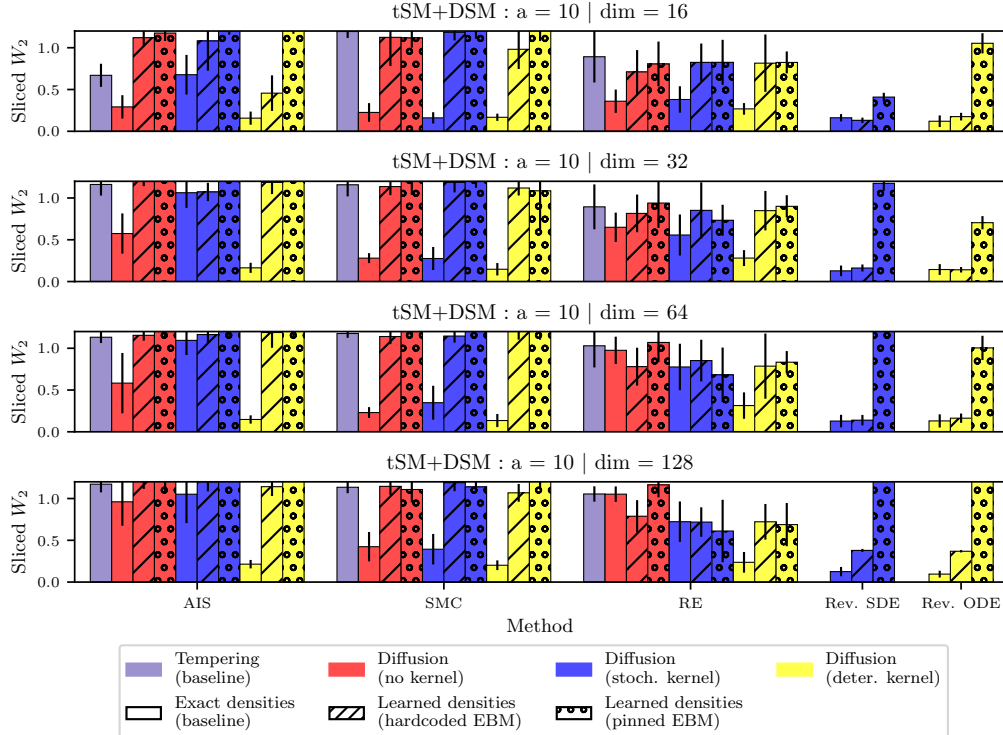 tSM+DSM : a = 10 | dim = 16
Sliced W2
1.0
0.5
0.0
tSM+DSM : a = 10 | dim = 32
Sliced W2
1.0
0.5
0.0
tSM+DSM : a = 10 | dim = 64
Sliced W2
1.0
0.5
0.0
tSM+DSM : a = 10 | dim = 128
Sliced W2
1.0
0.5
0.0
AIS SMC RE Rev. SDE Rev. ODE
Method
Tempering
(baseline)
Diffusion
(no kernel)
Diffusion
(stoch. kernel)
Diffusion
(deter. kernel)
Exact densities
(baseline)
Learned densities
(hardcoded EBM)
Learned densities
(pinned EBM)